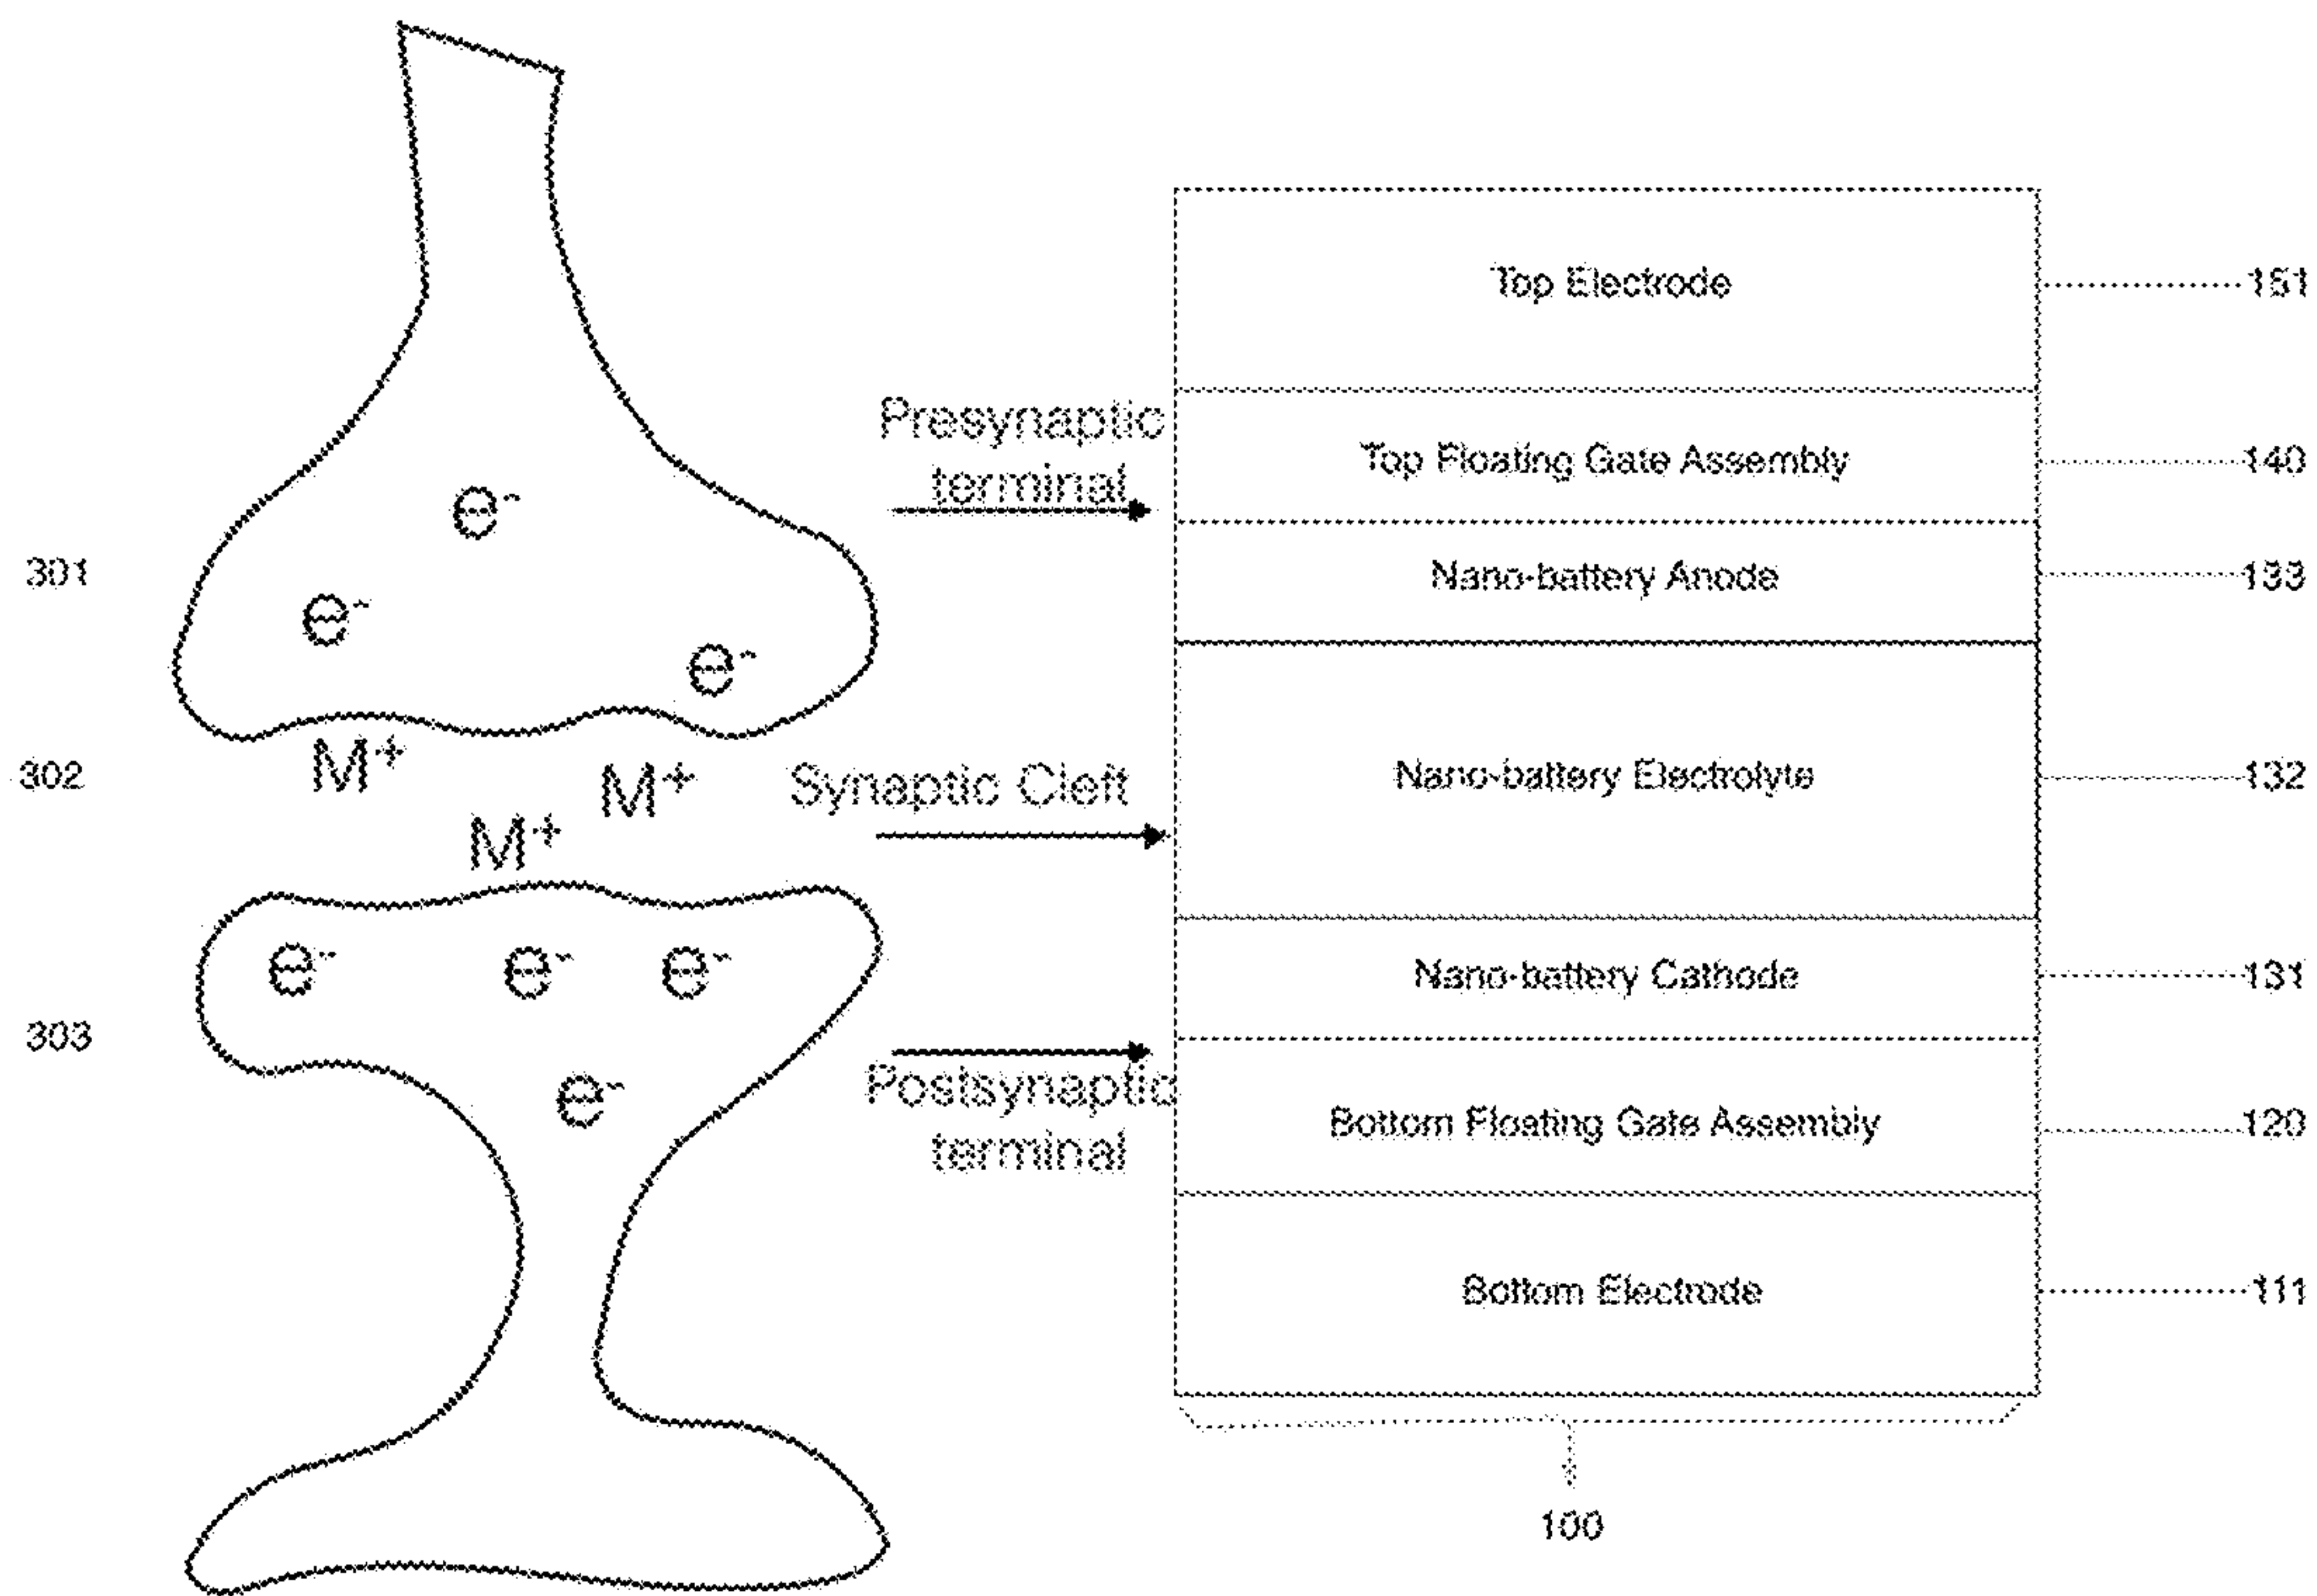 Top Electrode
151
Presynaptic
terminal
Top Floating Gate Assembly
140
e-
301
Nano-battery Anode
133
e-
e-
M+
M+
302
Synaptic Cleft
Nano-battery Electrolyte
132
M+
e-
e-
e-
Nano-battery Cathode
131
303
Postsynaptic
terminal
e-
Bottom Floating Gate Assembly
120
Bottom Electrode
111
100